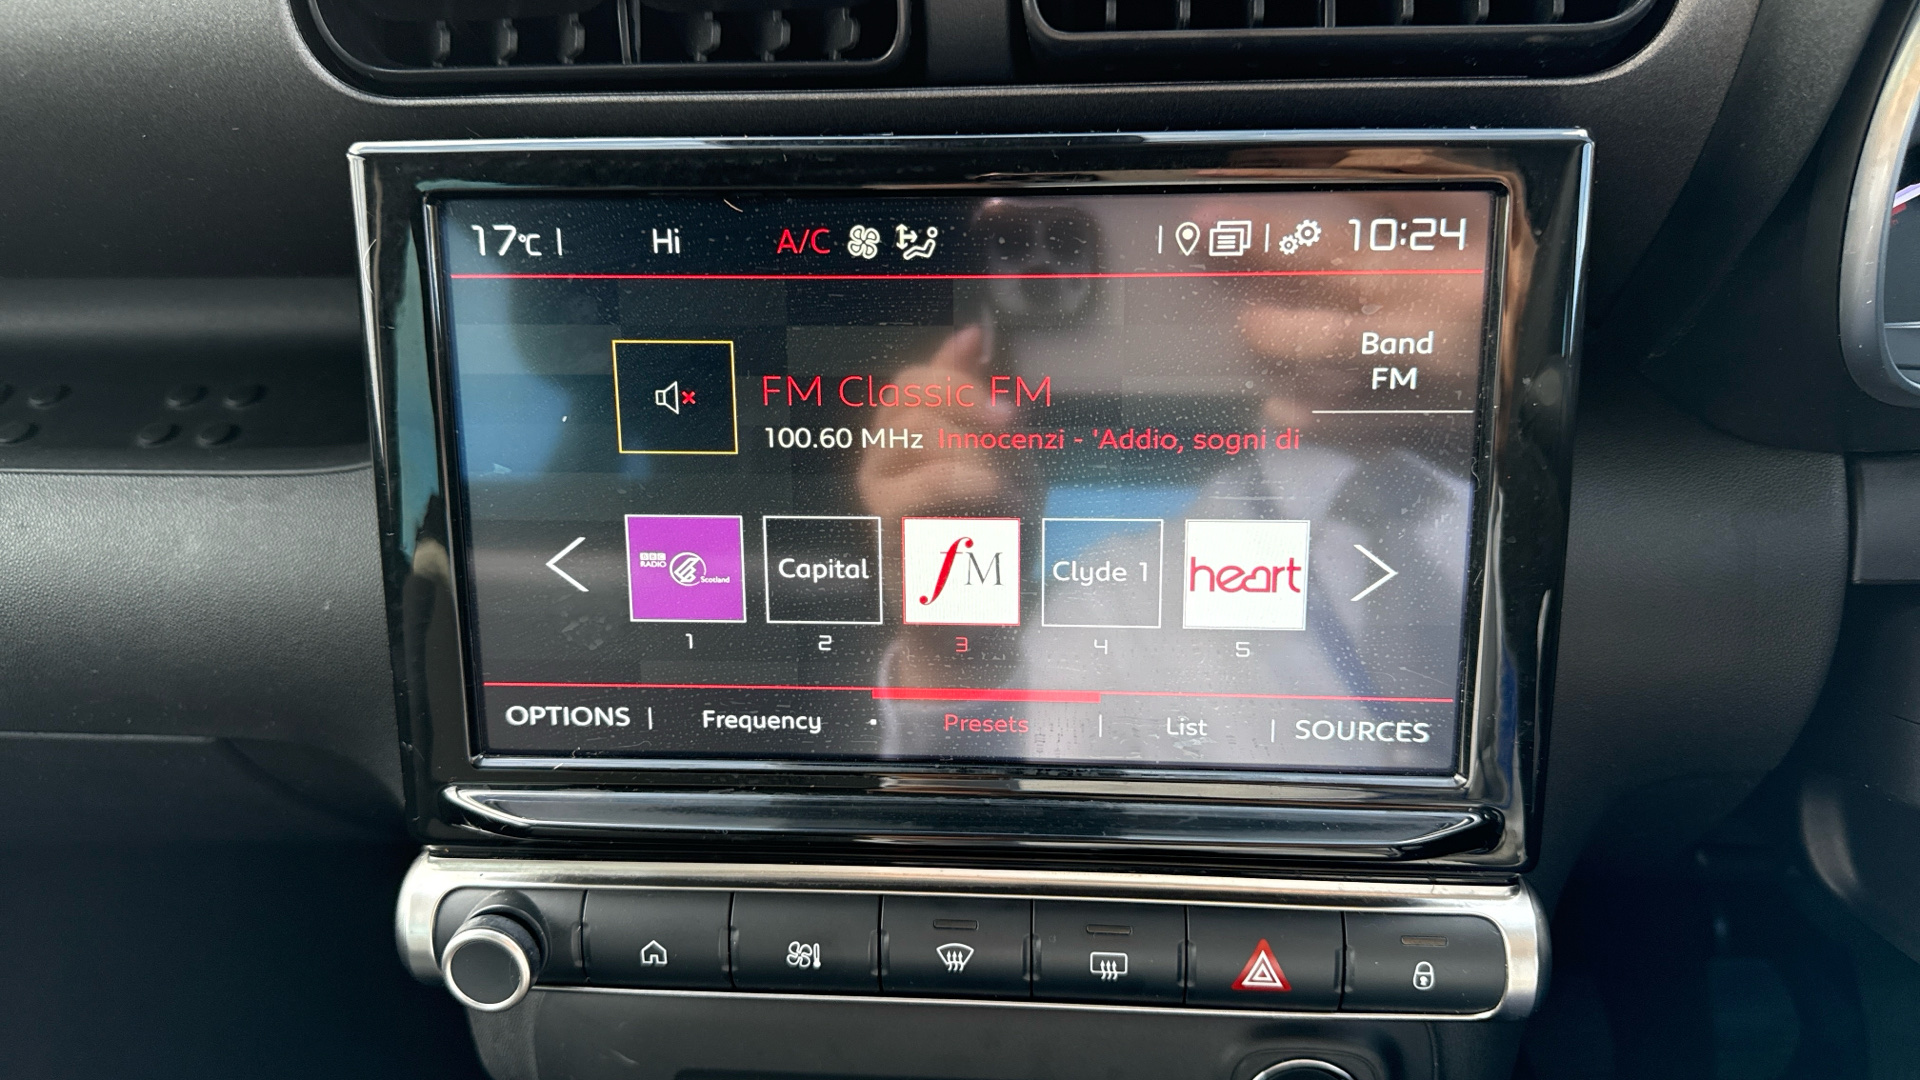 17°C | Hi A/C 10:24
Band
FM
FM Classic FM
100.60 MHz Innocenzi - 'Addio, sogni di
BBC RADIO Scotland Capital fM Clyde 1 heart
1 2 3 4 5
OPTIONS | Frequency • Presets | List | SOURCES